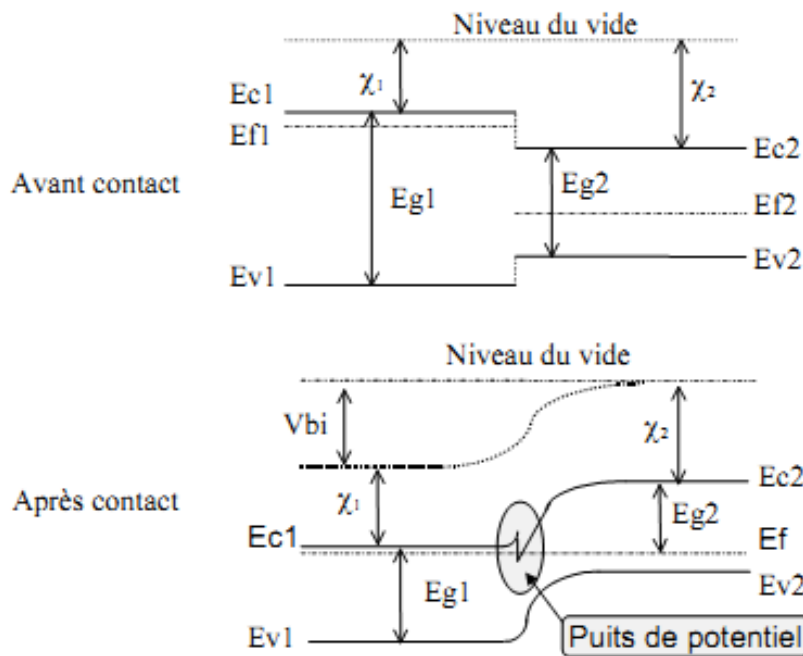 Niveau du vide
χ₁
χ₂
Ec1
Ef1
Ec2
Avant contact
Eg1
Eg2
Ef2
Ev1
Ev2
Niveau du vide
Vbi
χ₂
Après contact
χ₁
Ec2
Eg2
Ec1
Ef
Eg1
Ev2
Ev1
Puits de potentiel